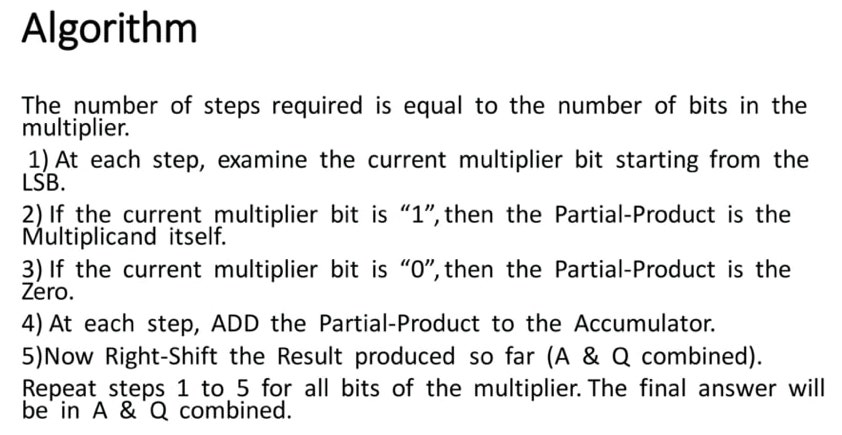 Algorithm
The number of steps required is equal to the number of bits in the
multiplier.
1) At each step, examine the current multiplier bit starting from the
LSB.
2) If the current multiplier bit is “1”, then the Partial-Product is the
Multiplicand itself.
3) If the current multiplier bit is “0”, then the Partial-Product is the
Zero.
4) At each step, ADD the Partial-Product to the Accumulator.
5)Now Right-Shift the Result produced so far (A & Q combined).
Repeat steps 1 to 5 for all bits of the multiplier. The final answer will
be in A & Q combined.